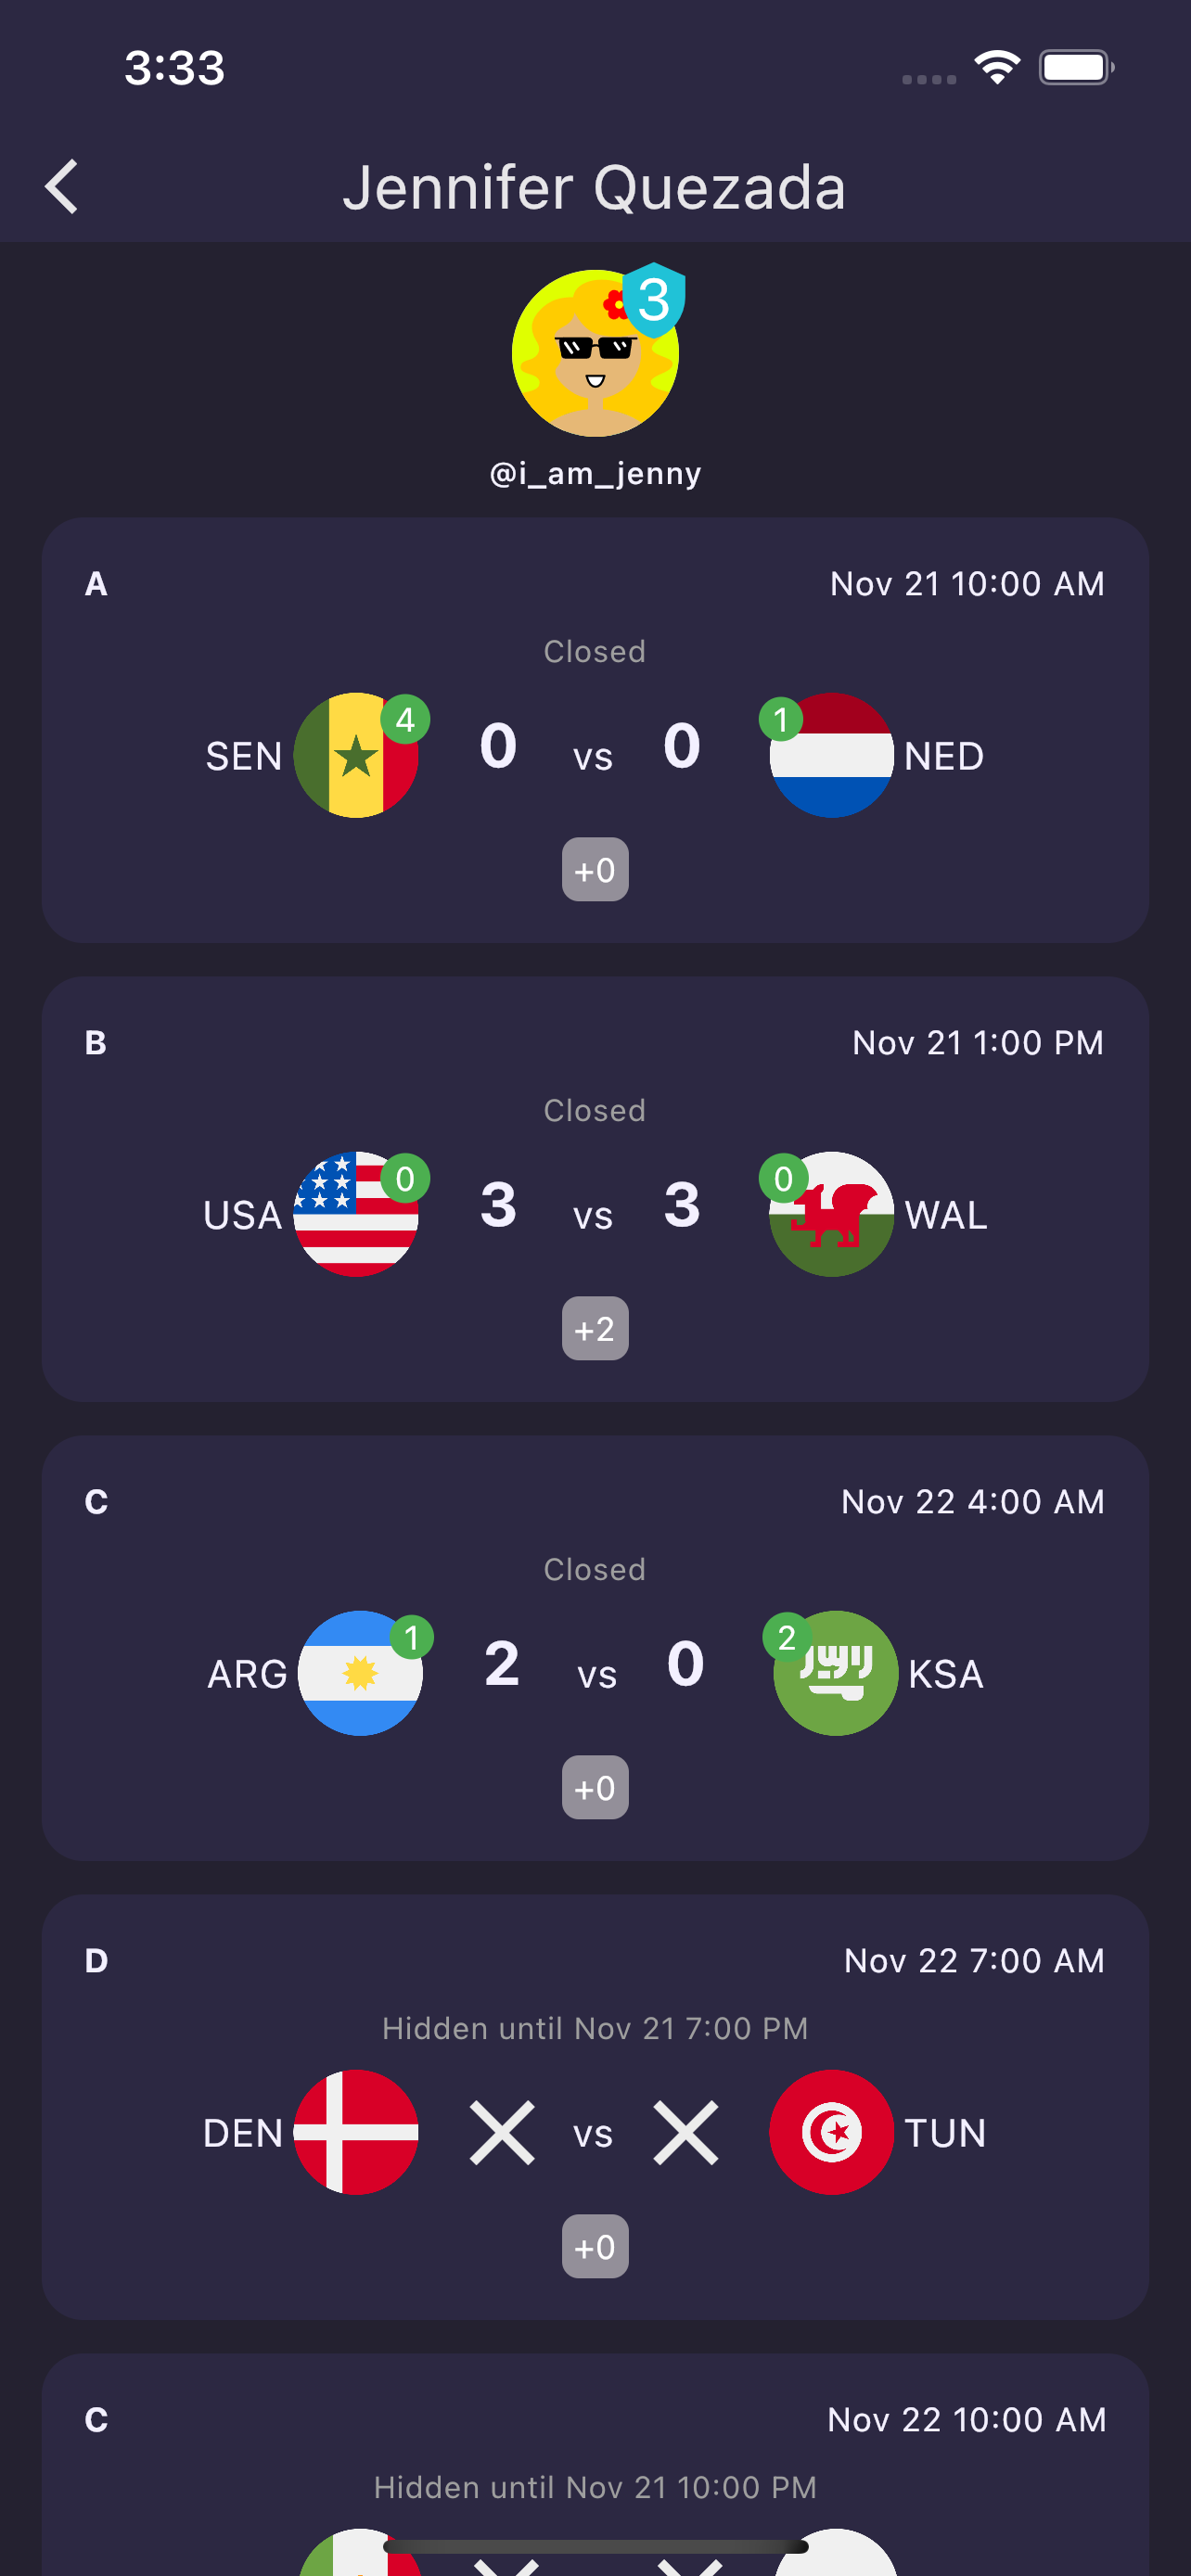 3:33
Jennifer Quezada
3
@i_am_jenny
A Nov 21 10:00 AM
Closed
SEN 4 0 vs 0 1 NED
+0
B Nov 21 1:00 PM
Closed
USA 0 3 vs 3 0 WAL
+2
C Nov 22 4:00 AM
Closed
ARG 1 2 vs 0 2 KSA
+0
D Nov 22 7:00 AM
Hidden until Nov 21 7:00 PM
DEN vs TUN
+0
C Nov 22 10:00 AM
Hidden until Nov 21 10:00 PM